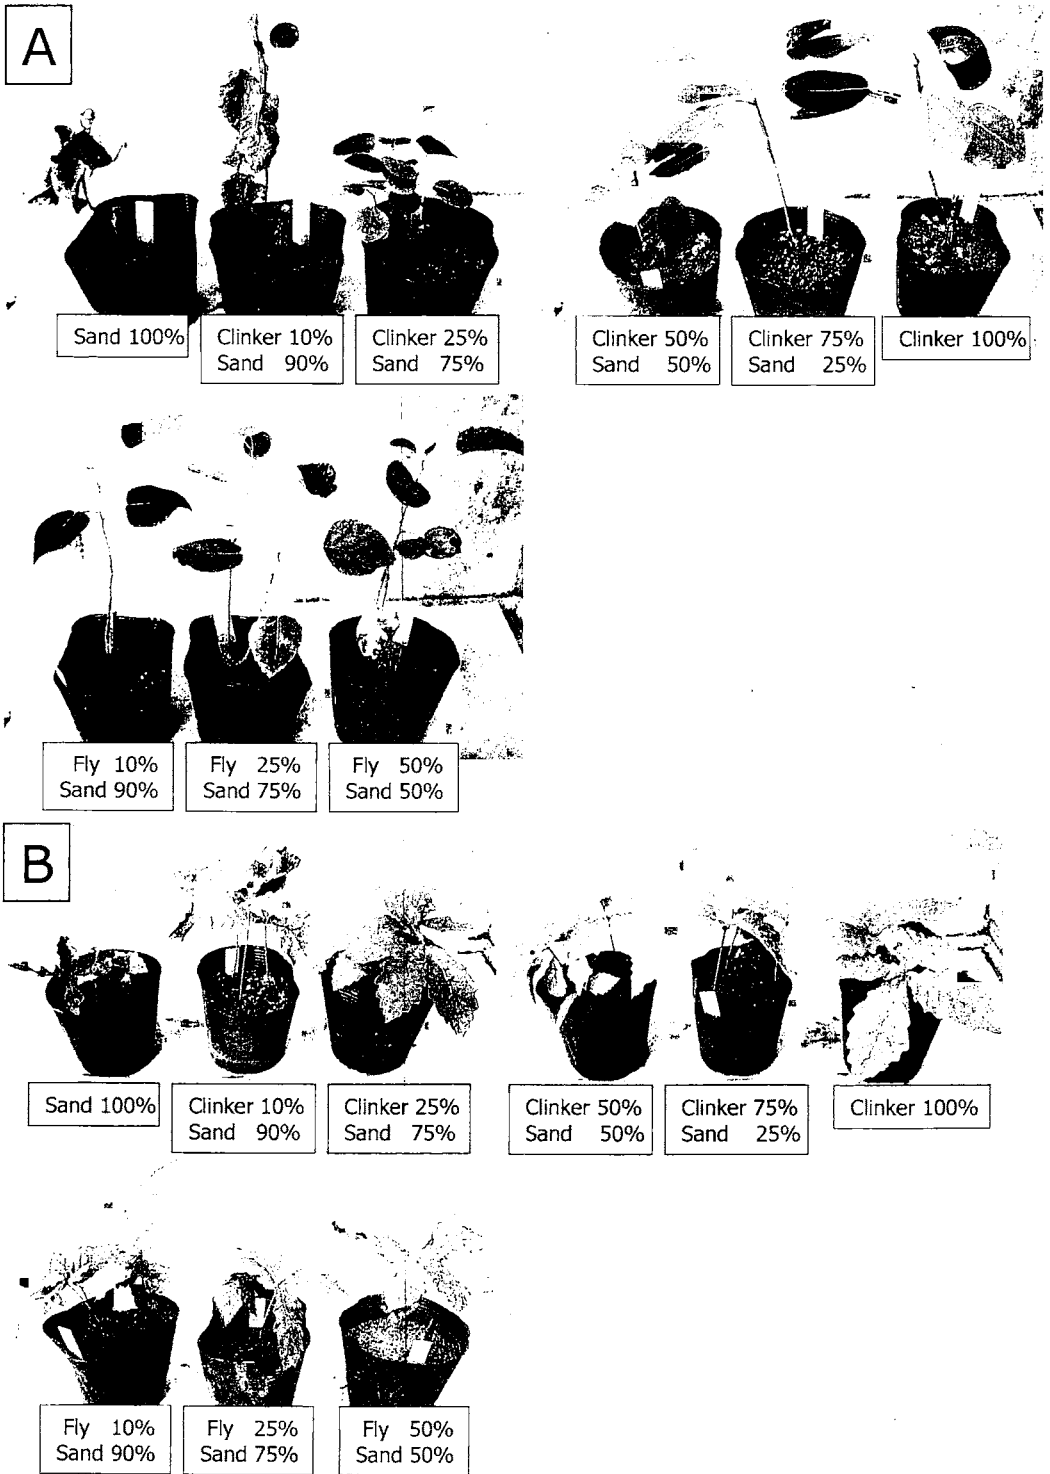 A
Sand 100%
Clinker 10%
Sand 90%
Clinker 25%
Sand 75%
Clinker 50%
Sand 50%
Clinker 75%
Sand 25%
Clinker 100%
Fly 10%
Sand 90%
Fly 25%
Sand 75%
Fly 50%
Sand 50%
B
Sand 100%
Clinker 10%
Sand 90%
Clinker 25%
Sand 75%
Clinker 50%
Sand 50%
Clinker 75%
Sand 25%
Clinker 100%
Fly 10%
Sand 90%
Fly 25%
Sand 75%
Fly 50%
Sand 50%